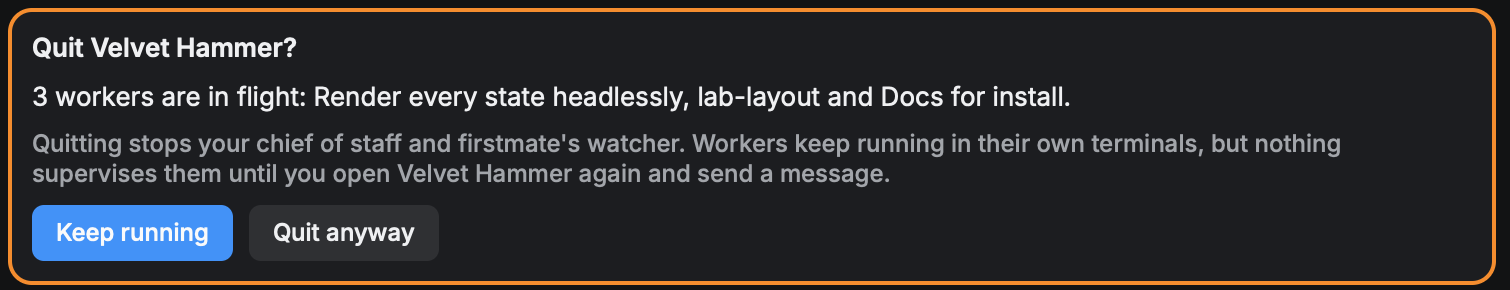 Quit Velvet Hammer?
3 workers are in flight: Render every state headlessly, lab-layout and Docs for install.
Quitting stops your chief of staff and firstmate's watcher. Workers keep running in their own terminals, but nothing
supervises them until you open Velvet Hammer again and send a message.
Keep running
Quit anyway